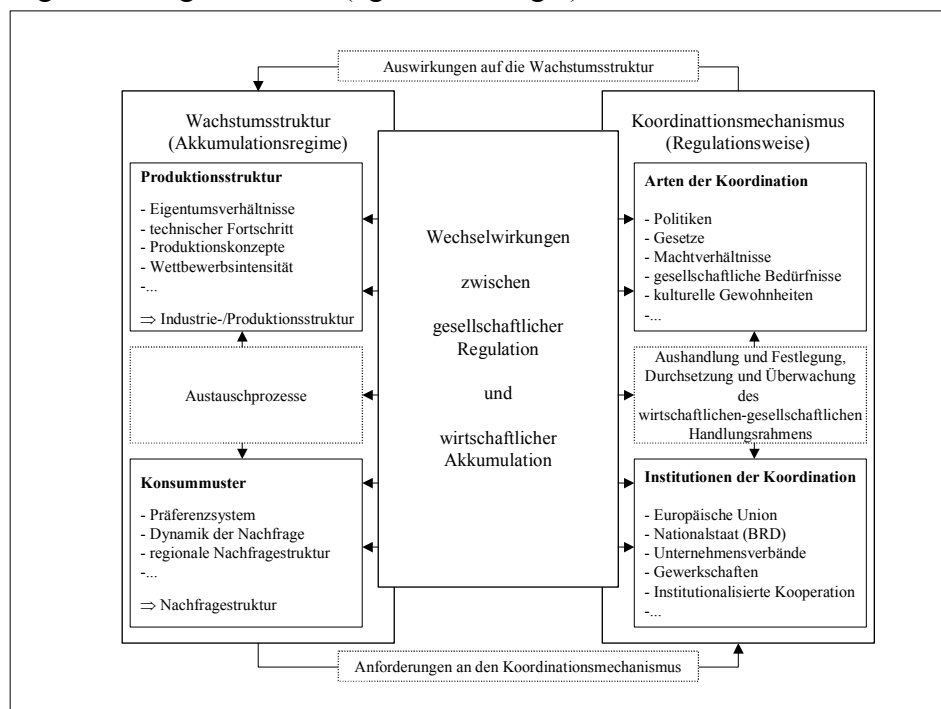 Auswirkungen auf die Wachstumsstruktur
Wachstumsstruktur
(Akkumulationsregime)
Produktionsstruktur
- Eigentumsverhältnisse
- technischer Fortschritt
- Produktionskonzepte
- Wettbewerbsintensität
-...
⇒ Industrie-/Produktionsstruktur
Austauschprozesse
Konsummuster
- Präferenzsystem
- Dynamik der Nachfrage
- regionale Nachfragestruktur
-...
⇒ Nachfragestruktur
Wechselwirkungen
zwischen
gesellschaftlicher
Regulation
und
wirtschaftlicher
Akkumulation
Koordinattionsmechanismus
(Regulationsweise)
Arten der Koordination
- Politiken
- Gesetze
- Machtverhältnisse
- gesellschaftliche Bedürfnisse
- kulturelle Gewohnheiten
-...
Aushandlung und Festlegung,
Durchsetzung und Überwachung
des
wirtschaftlichen-gesellschaftlichen
Handlungsrahmens
Institutionen der Koordination
- Europäische Union
- Nationalstaat (BRD)
- Unternehmensverbände
- Gewerkschaften
- Institutionalisierte Kooperation
-...
Anforderungen an den Koordinationsmechanismus